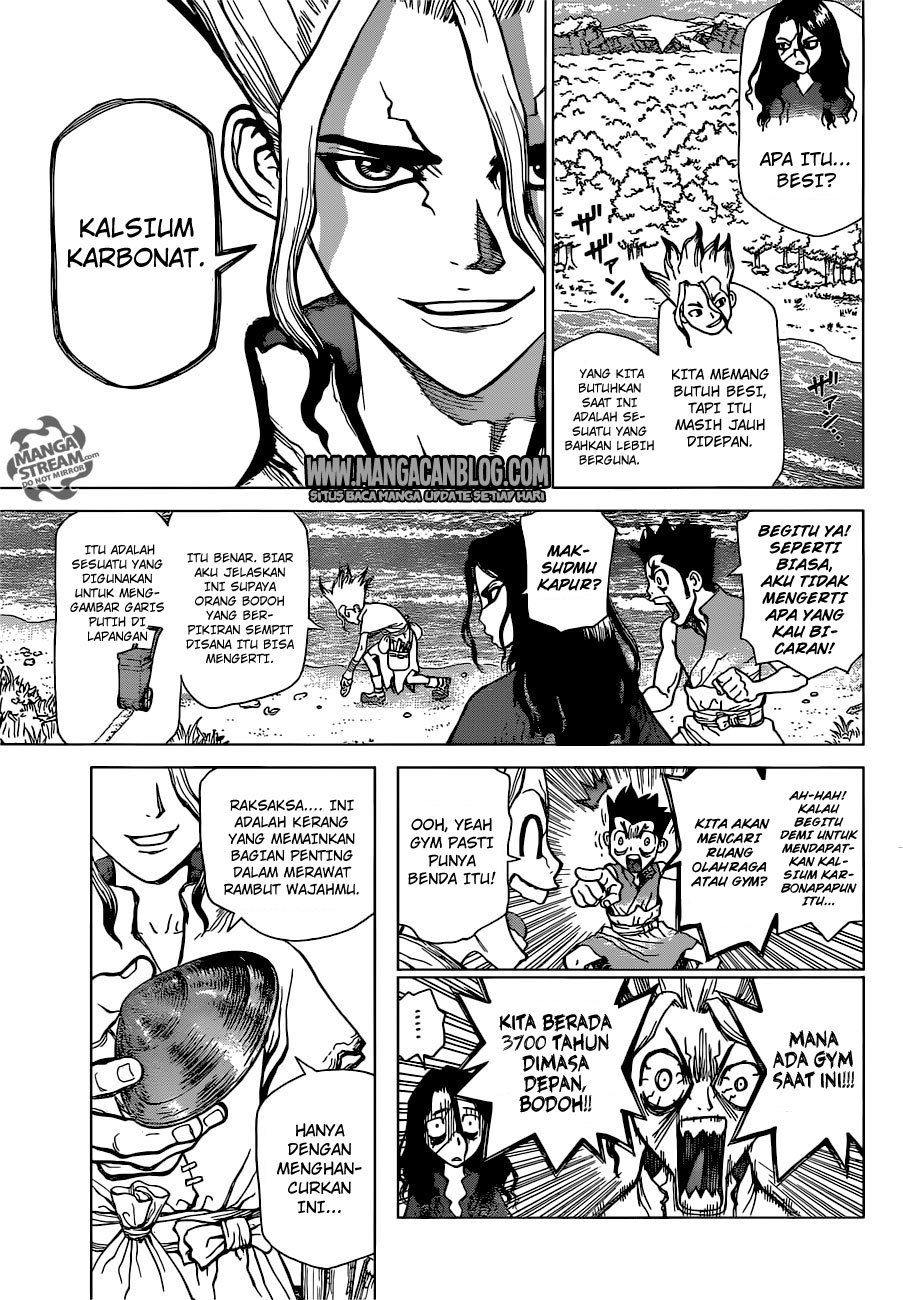 APA ITU...
BESI?
KITA MEMANG
BUTUH BESI,
TAPI ITU
MASIH JAUH
DIDEPAN.
YANG KITA
BUTUHKAN
SAAT INI
ADALAH SE-
SUATU YANG
BAHKAN LEBIH
BERGUNA.
KALSIUM
KARBONAT.
MANGA
STREAM.com
DO NOT MIRROR!
WWW.MANGACANBLOG.COM
SITUS BACA MANGA UPDATE SETIAP HARI
BEGITU YA!
SEPERTI
BIASA,
AKU TIDAK
MENGERTI
APA YANG
KAU BI-
CARAN!
MAK-
SUDMU
KAPUR?
ITU BENAR. BIAR
AKU JELASKAN
INI SUPAYA
ORANG BODOH
YANG BER-
PIKIRAN SEMPIT
DISANA ITU BISA
MENGERTI.
ITU ADALAH
SESUATU YANG
DIGUNAKAN
UNTUK MENG-
GAMBAR GARIS
PUTIH DI
LAPANGAN
AH-HAH!
KALAU
BEGITU
DEMI UNTUK
MENDAPAT-
KAN KAL-
SIUM KAR-
BONAPAPUN
ITU...
KITA AKAN
MENCARI
RUANG
OLAHRAGA
ATAU GYM?
OOH, YEAH
GYM PASTI
PUNYA
BENDA ITU!
MANA
ADA GYM
SAAT INI!!!
KITA BERADA
3700 TAHUN
DIMASA
DEPAN,
BODOH!!
......
RAKSAKSA.... INI
ADALAH KERANG
YANG MEMAINKAN
BAGIAN PENTING
DALAM MERAWAT
RAMBUT WAJAHMU.
HANYA
DENGAN
MENGHAN-
CURKAN
INI...